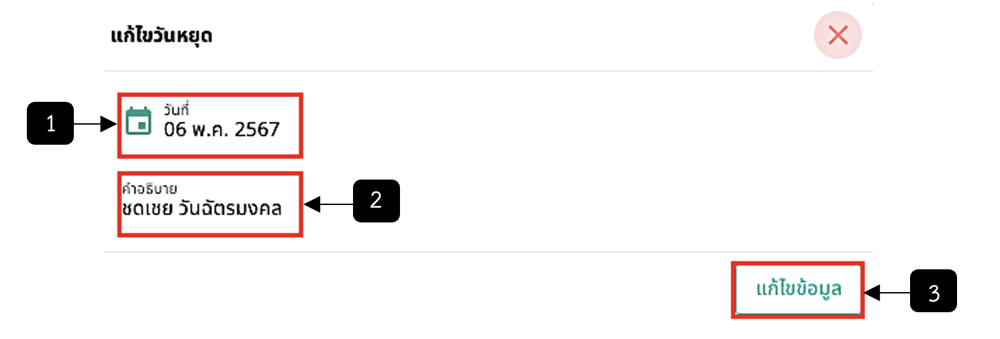 แก้ไขวันหยุด
1
วันที่
06 พ.ค. 2567
คำอธิบาย
ชดเชย วันฉัตรมงคล
2
แก้ไขข้อมูล
3